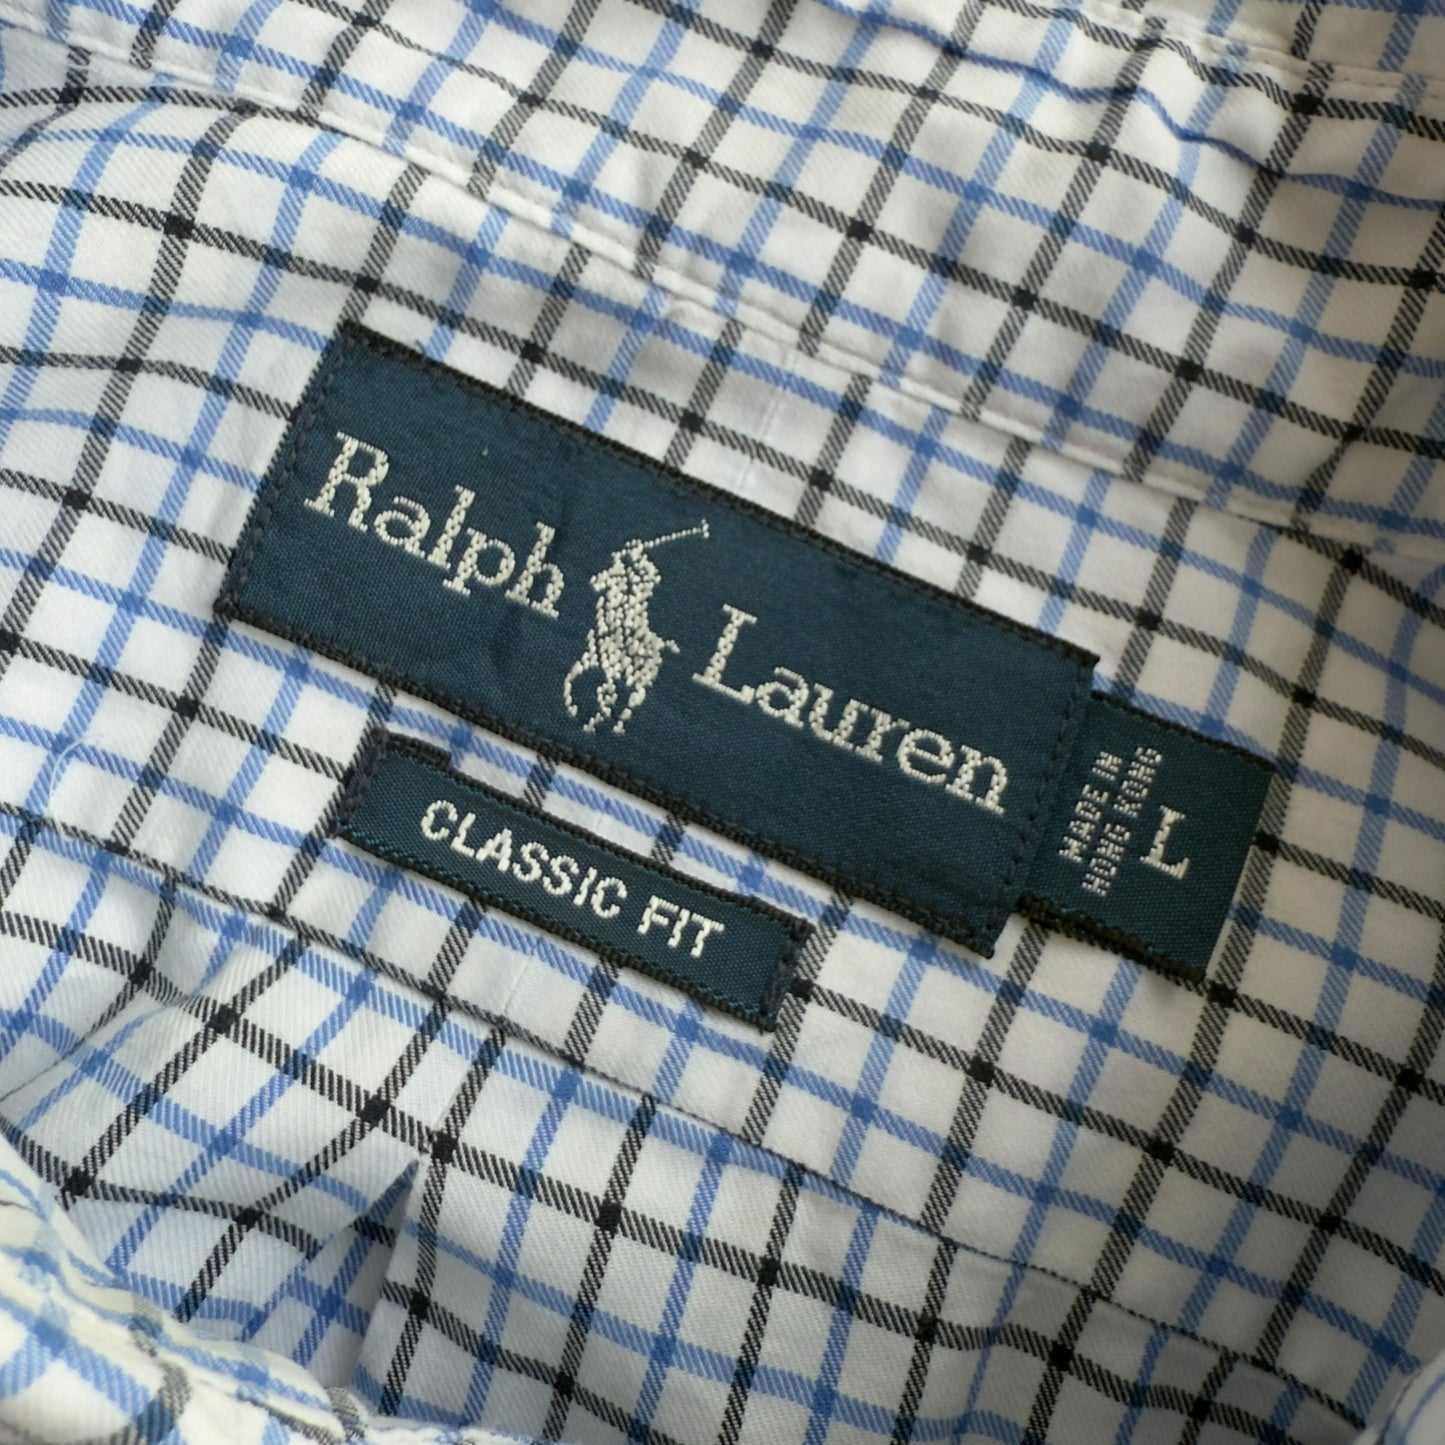 Ralph Lauren
CLASSIC FIT
MADE IN
HONG KONG
L